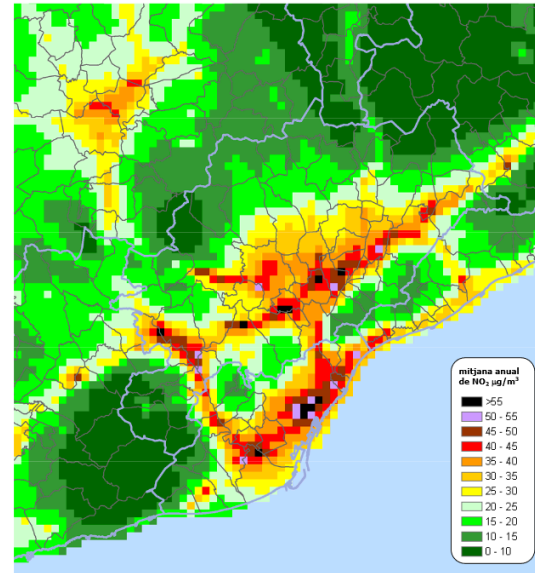 mitjana anual
de NO₂ µg/m³
>55
50 - 55
45 - 50
40 - 45
35 - 40
30 - 35
25 - 30
20 - 25
15 - 20
10 - 15
0 - 10